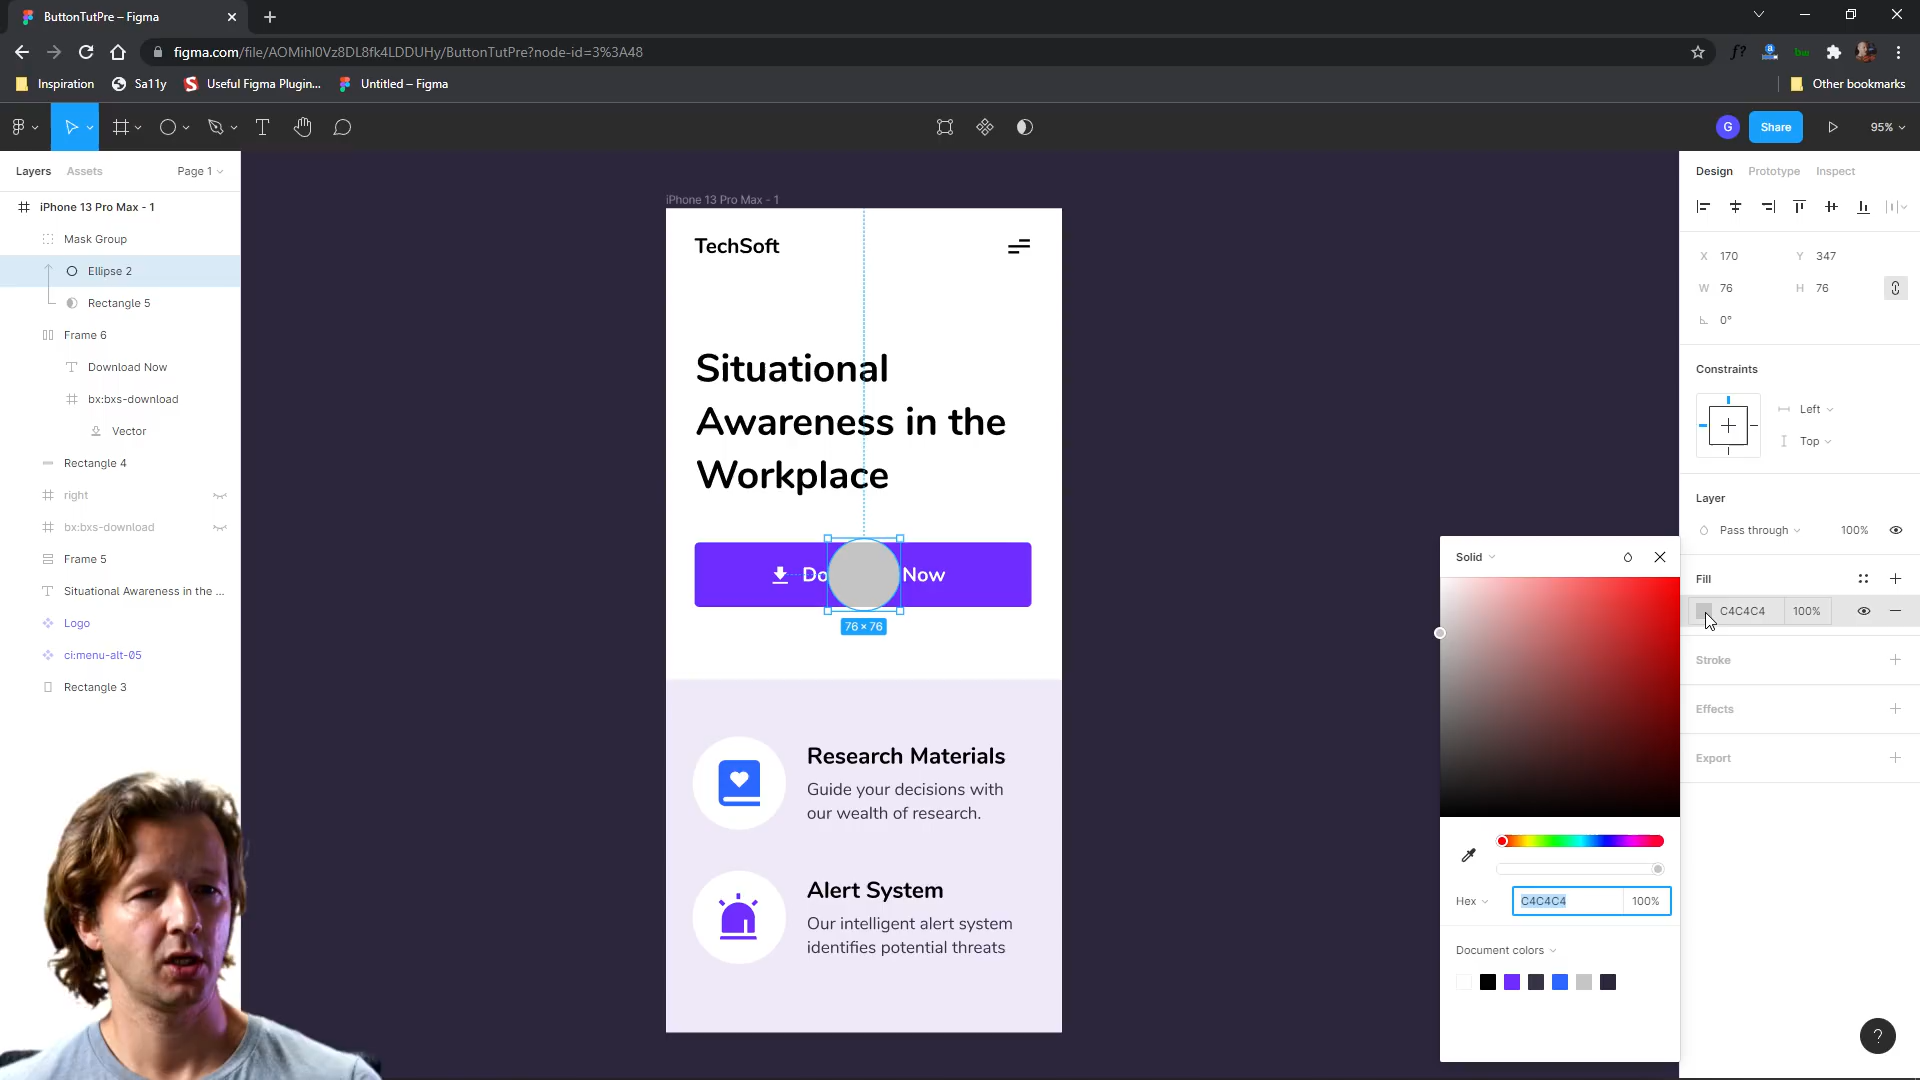 ButtonTutPre – Figma
figma.com/file/AOMihl0Vz8DL8fk4LDDUHy/ButtonTutPre?node-id=3%3A48
Inspiration
Sa11y
Useful Figma Plugin...
Untitled – Figma
Other bookmarks
G
Share
95%
Layers
Assets
Page 1
iPhone 13 Pro Max - 1
Mask Group
Ellipse 2
Rectangle 5
Frame 6
Download Now
bx:bxs-download
Vector
Rectangle 4
right
bx:bxs-download
Frame 5
Situational Awareness in the ...
Logo
ci:menu-alt-05
Rectangle 3
iPhone 13 Pro Max - 1
TechSoft
Situational
Awareness in the
Workplace
Do
Now
76 × 76
Research Materials
Guide your decisions with
our wealth of research.
Alert System
Our intelligent alert system
identifies potential threats
Solid
Hex
C4C4C4
100%
Document colors
Design
Prototype
Inspect
X 170
Y 347
W 76
H 76
0°
Constraints
Left
Top
Layer
Pass through
100%
Fill
C4C4C4
100%
Stroke
Effects
Export
?